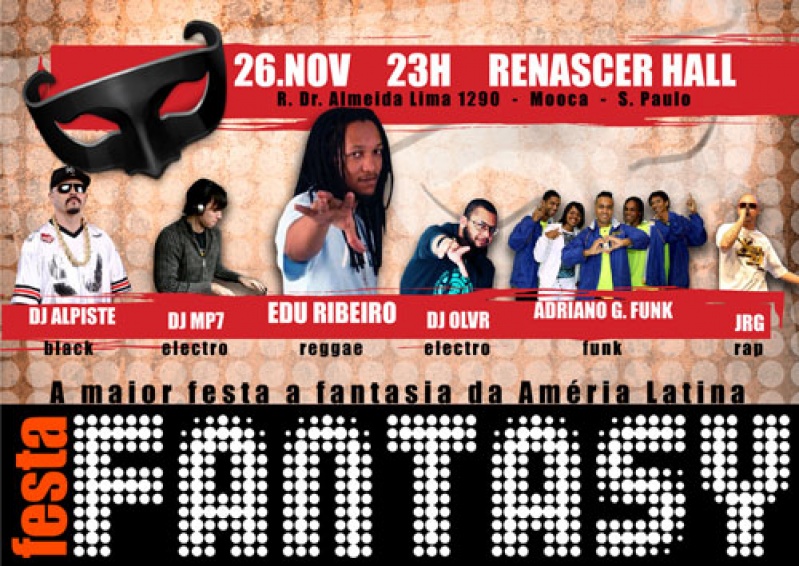 26.NOV 23H RENASCER HALL
R. Dr. Almeida Lima 1290 - Mooca - S. Paulo
DJ ALPISTE DJ MP7 EDU RIBEIRO DJ OLVR ADRIANO G. FUNK JRG
black electro reggae electro funk rap
A maior festa a fantasia da Améria Latina
festa FANTASY